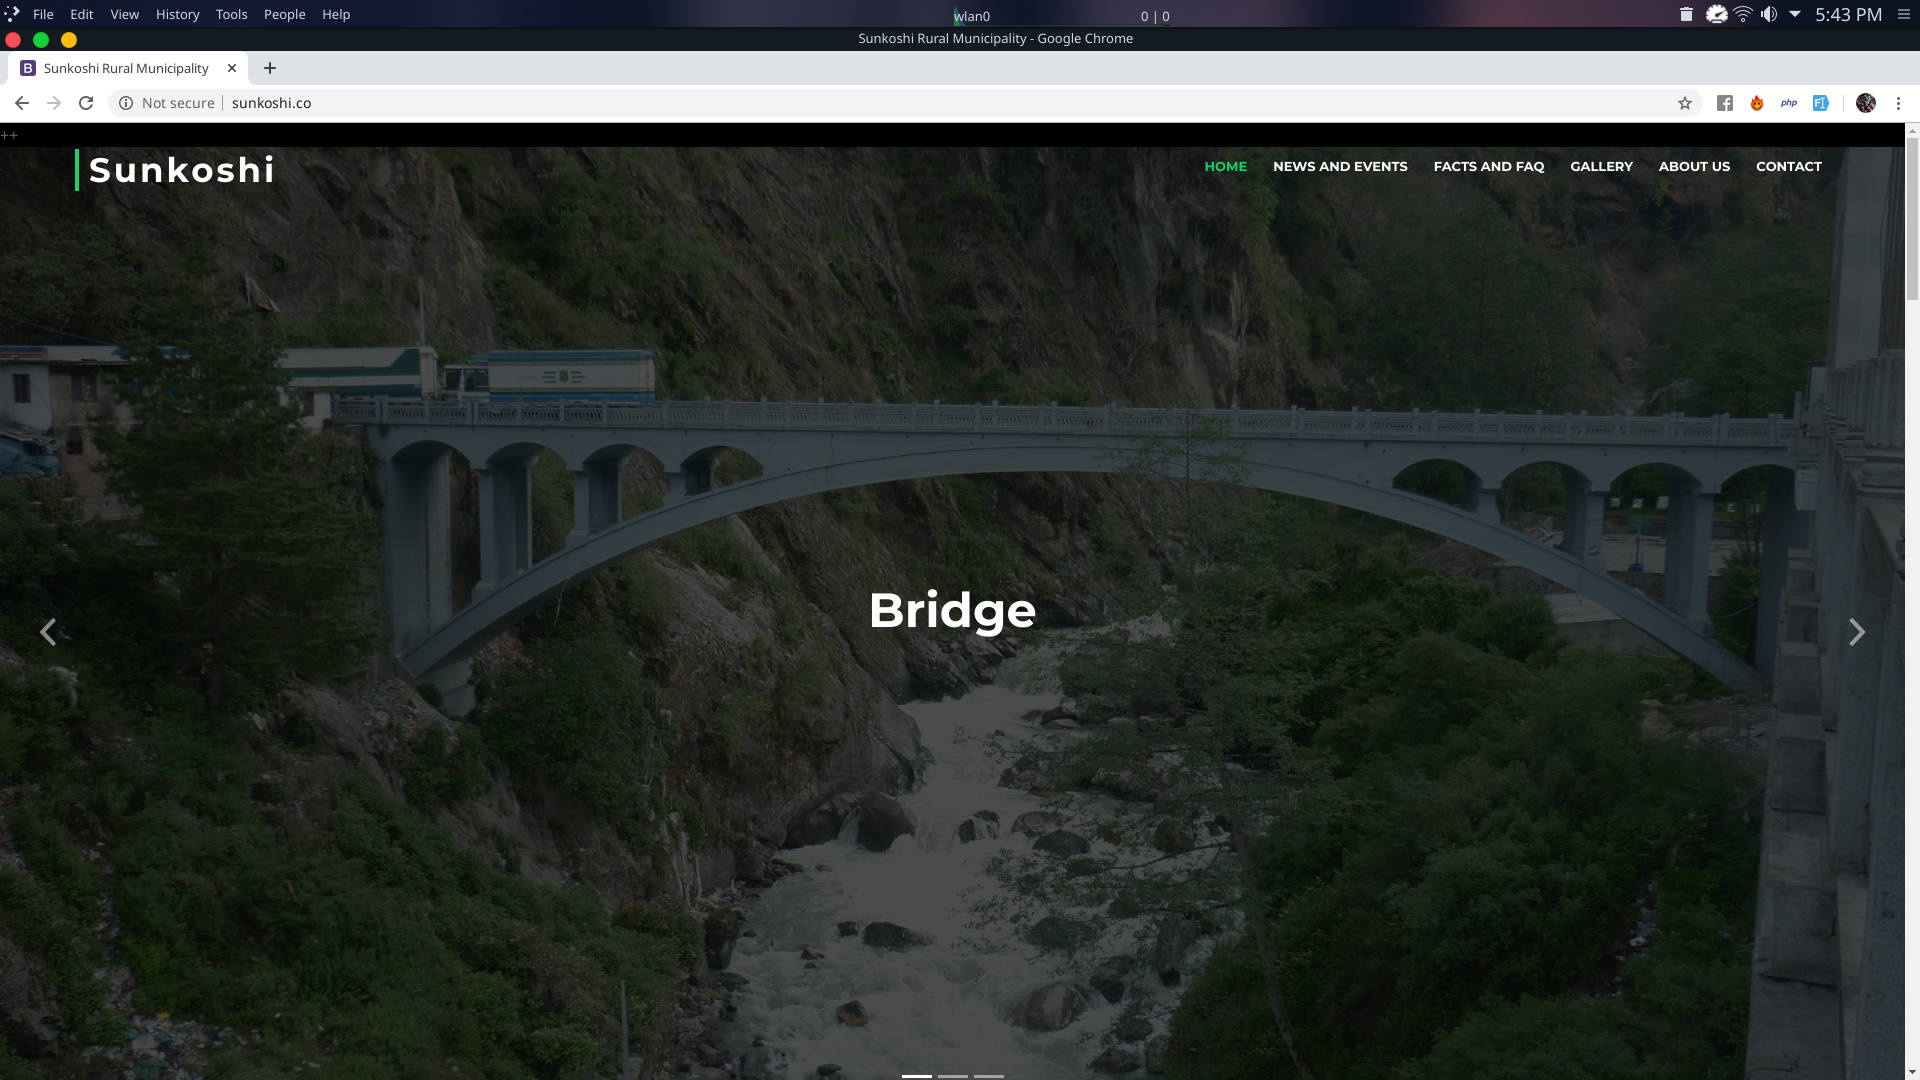 File Edit View History Tools People Help
wlan0 0 | 0
5:43 PM
Sunkoshi Rural Municipality - Google Chrome
B Sunkoshi Rural Municipality
Not secure sunkoshi.co
php
++
Sunkoshi
HOME NEWS AND EVENTS FACTS AND FAQ GALLERY ABOUT US CONTACT
Bridge